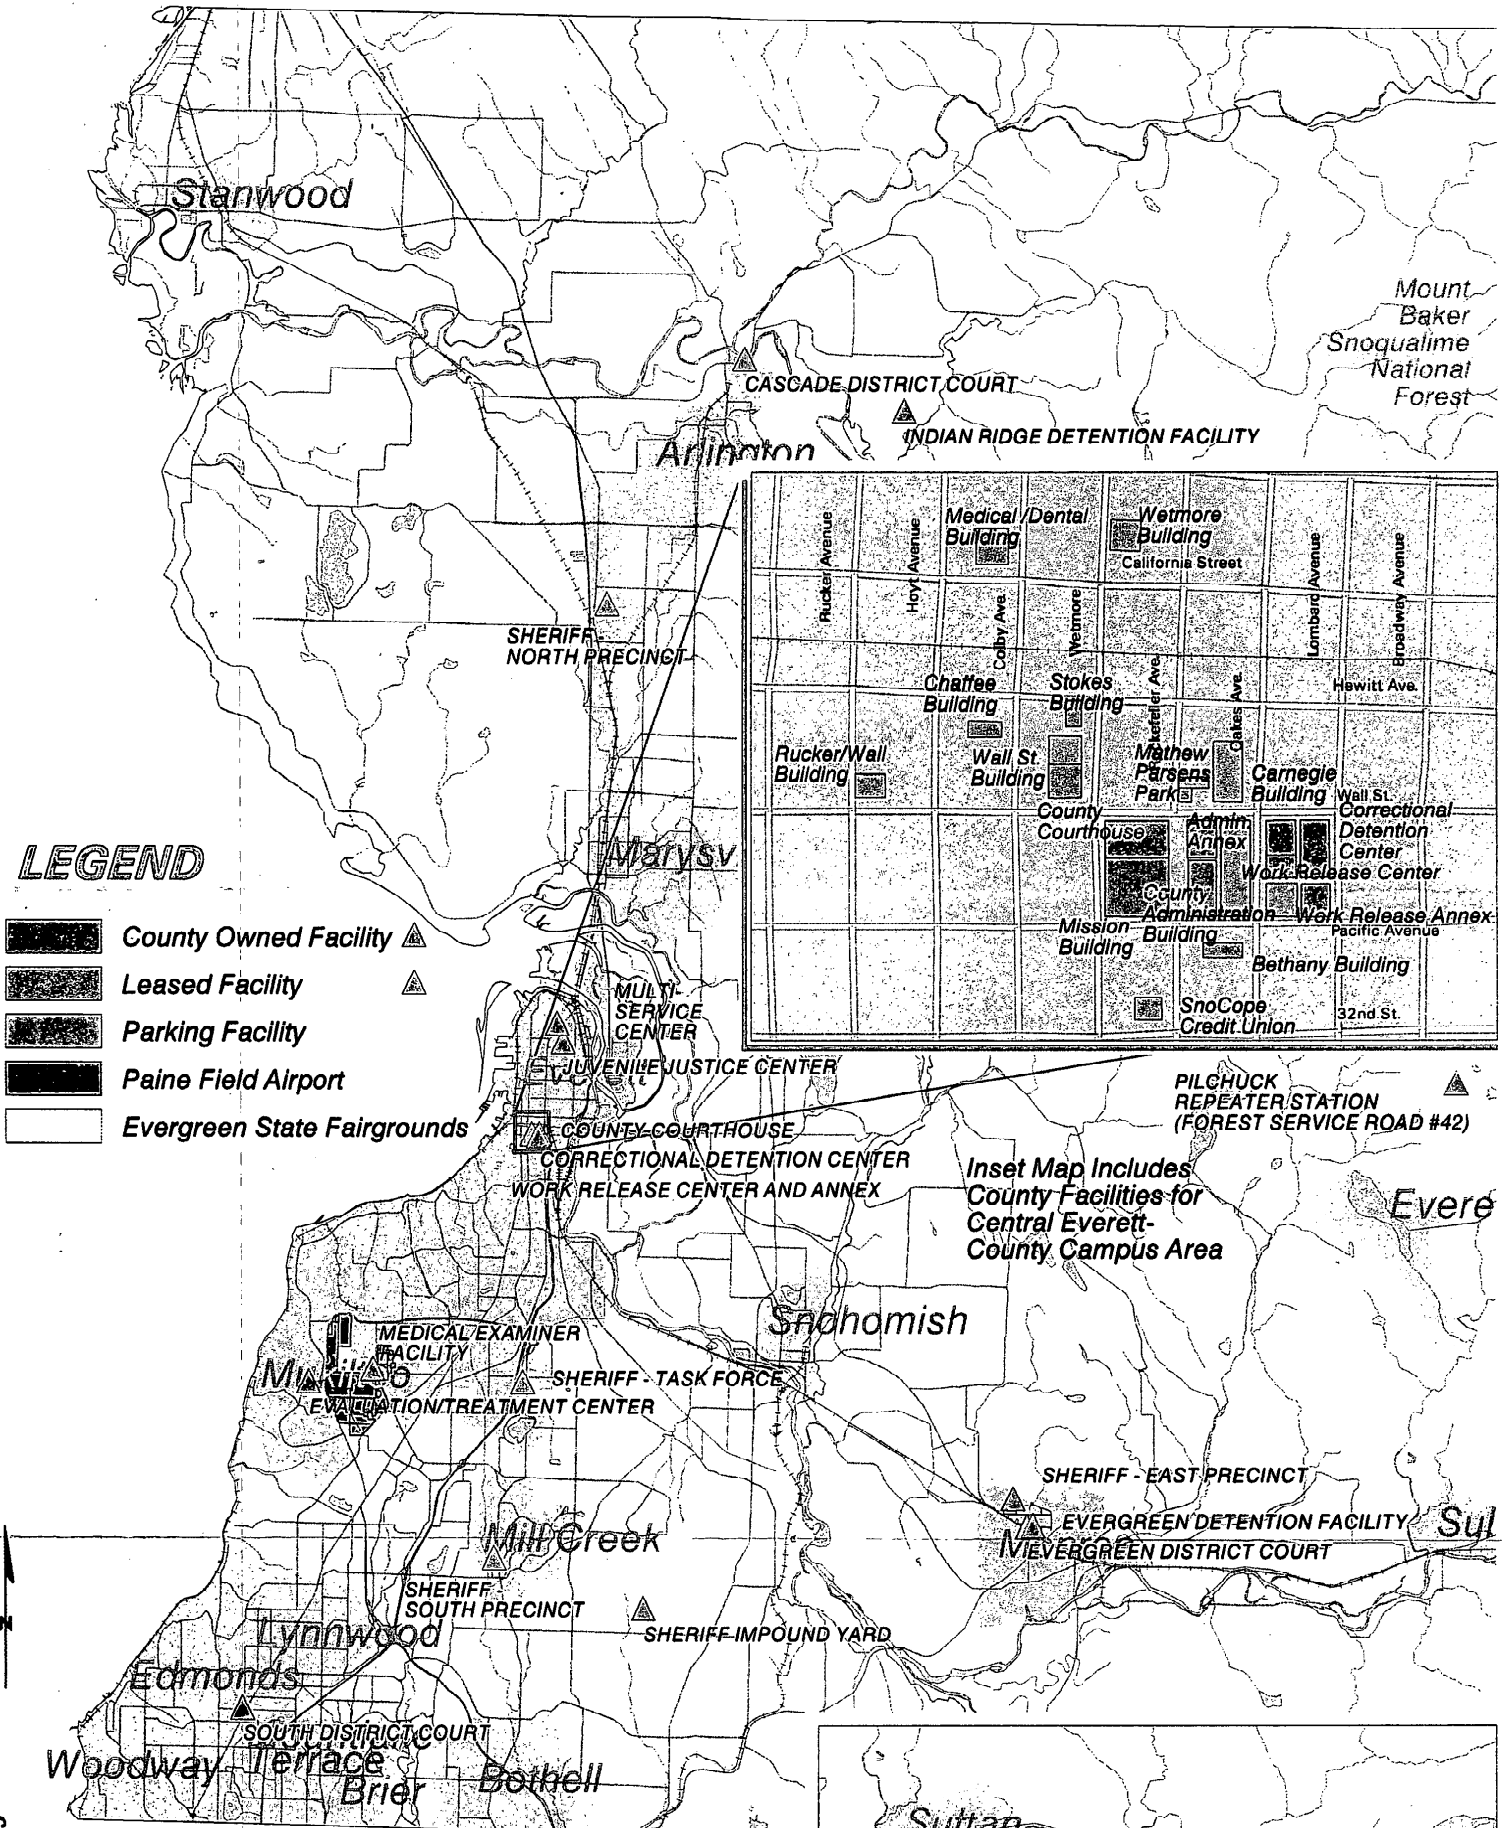 Stanwood
Mount
Baker
Snoqualime
National
Forest
CASCADE DISTRICT COURT
INDIAN RIDGE DETENTION FACILITY
Arlington
Medical/Dental
Building
Wetmore
Building
California Street
Rucker Avenue
Hoyt Avenue
Colby Ave.
Wetmore
Lombard Avenue
Broadway Avenue
SHERIFF -
NORTH PRECINCT
Chaffee
Building
Stokes
Building
Hewitt Ave.
Oakes Ave.
Rucker/Wall
Building
Wall St.
Building
Mathew
Parsens
Park
Carnegie
Building
Wall St.
County
Courthouse
Admin.
Annex
Correctional
Detention
Center
Work Release Center
County
Administration
Building
Work Release Annex
Pacific Avenue
Mission
Building
Bethany Building
SnoCope
Credit Union
32nd St.
Marysv
LEGEND
County Owned Facility
Leased Facility
Parking Facility
Paine Field Airport
Evergreen State Fairgrounds
MULTI-
SERVICE
CENTER
JUVENILE JUSTICE CENTER
COUNTY COURTHOUSE
CORRECTIONAL DETENTION CENTER
WORK RELEASE CENTER AND ANNEX
PILCHUCK
REPEATER STATION
(FOREST SERVICE ROAD #42)
Inset Map Includes
County Facilities for
Central Everett-
County Campus Area
Evere
Snohomish
MEDICAL EXAMINER
FACILITY
SHERIFF - TASK FORCE
EVALUATION/TREATMENT CENTER
SHERIFF - EAST PRECINCT
EVERGREEN DETENTION FACILITY
Sul
EVERGREEN DISTRICT COURT
Mill Creek
SHERIFF -
SOUTH PRECINCT
SHERIFF IMPOUND YARD
Lynnwood
Edmonds
SOUTH DISTRICT COURT
Woodway
Terrace
Brier
Bothell
Sultan
N